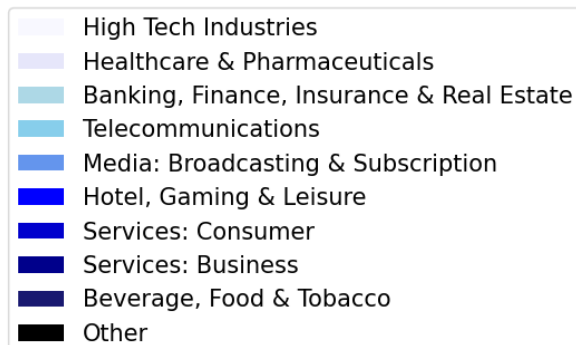 High Tech Industries
Healthcare & Pharmaceuticals
Banking, Finance, Insurance & Real Estate
Telecommunications
Media: Broadcasting & Subscription
Hotel, Gaming & Leisure
Services: Consumer
Services: Business
Beverage, Food & Tobacco
Other